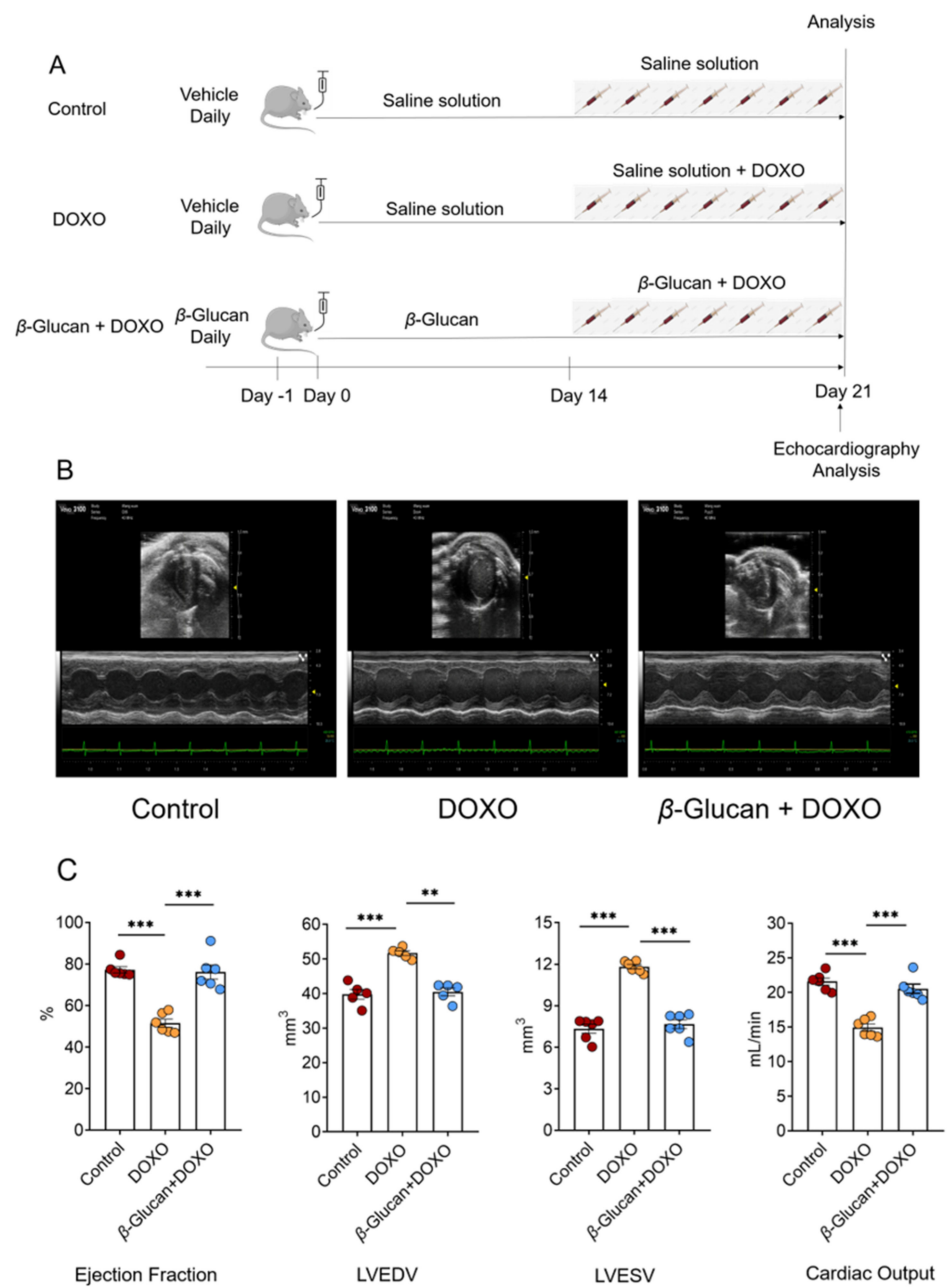 Analysis
A
Control
Vehicle
Daily
Saline solution
Saline solution
DOXO
Vehicle
Daily
Saline solution
Saline solution + DOXO
β-Glucan + DOXO
β-Glucan
Daily
β-Glucan
β-Glucan + DOXO
Day -1 Day 0 Day 14 Day 21
Echocardiography
Analysis
B
Control
DOXO
β-Glucan + DOXO
C
***
***
100
80
60
40
20
0
%
Control
DOXO
β-Glucan+DOXO
Ejection Fraction
***
**
60
50
40
30
20
10
0
mm³
Control
DOXO
β-Glucan+DOXO
LVEDV
***
***
15
12
9
6
3
0
mm³
Control
DOXO
β-Glucan+DOXO
LVESV
***
***
30
25
20
15
10
5
0
mL/min
Control
DOXO
β-Glucan+DOXO
Cardiac Output